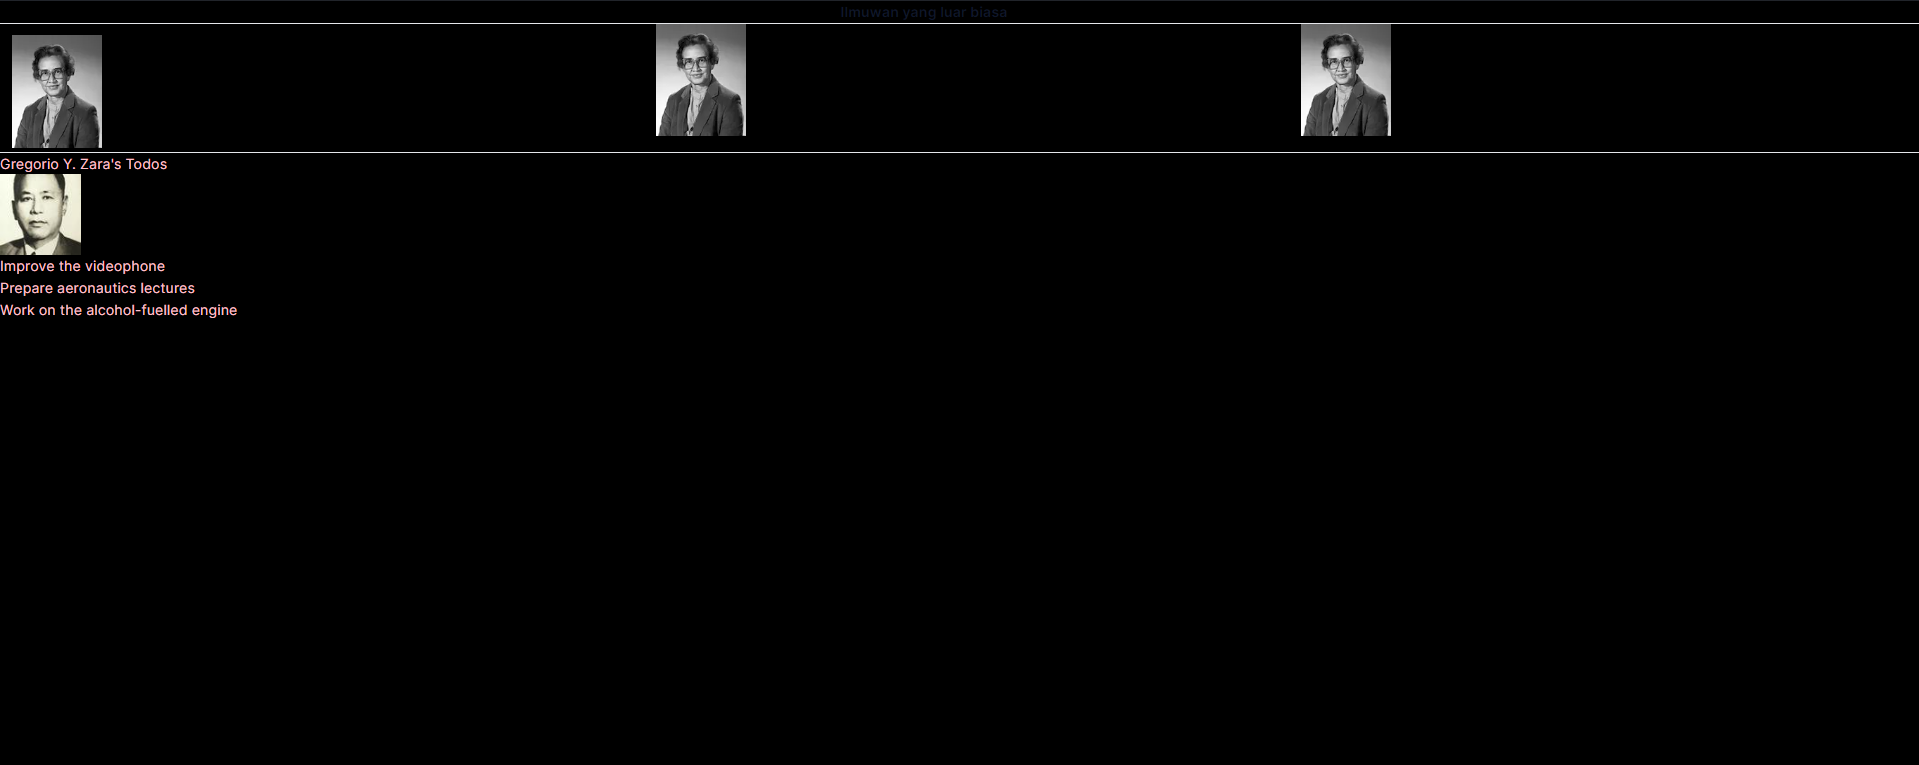 Ilmuwan yang luar biasa
Gregorio Y. Zara's Todos
Improve the videophone
Prepare aeronautics lectures
Work on the alcohol-fuelled engine